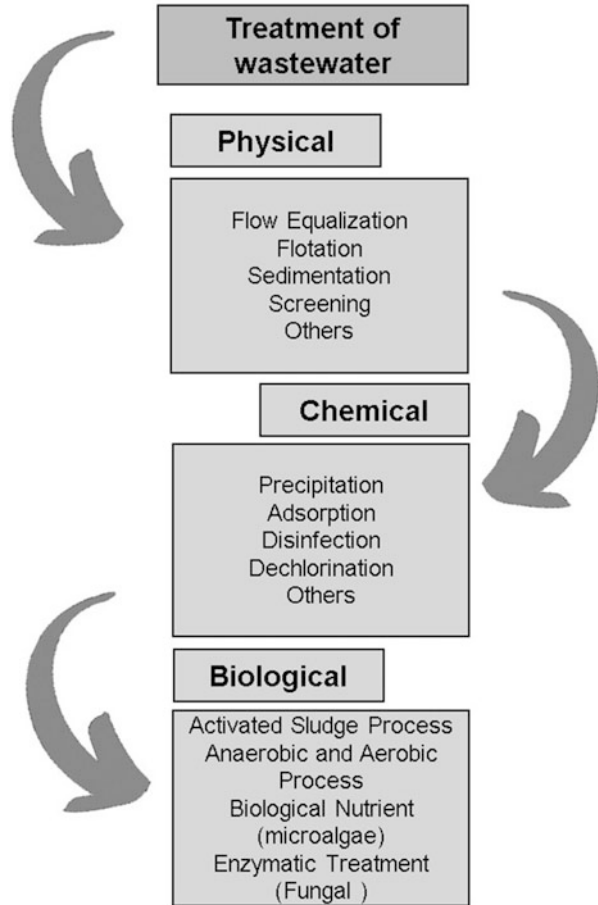 Treatment of
wastewater
Physical
Flow Equalization
Flotation
Sedimentation
Screening
Others
Chemical
Precipitation
Adsorption
Disinfection
Dechlorination
Others
Biological
Activated Sludge Process
Anaerobic and Aerobic
Process
Biological Nutrient
(microalgae)
Enzymatic Treatment
(Fungal )